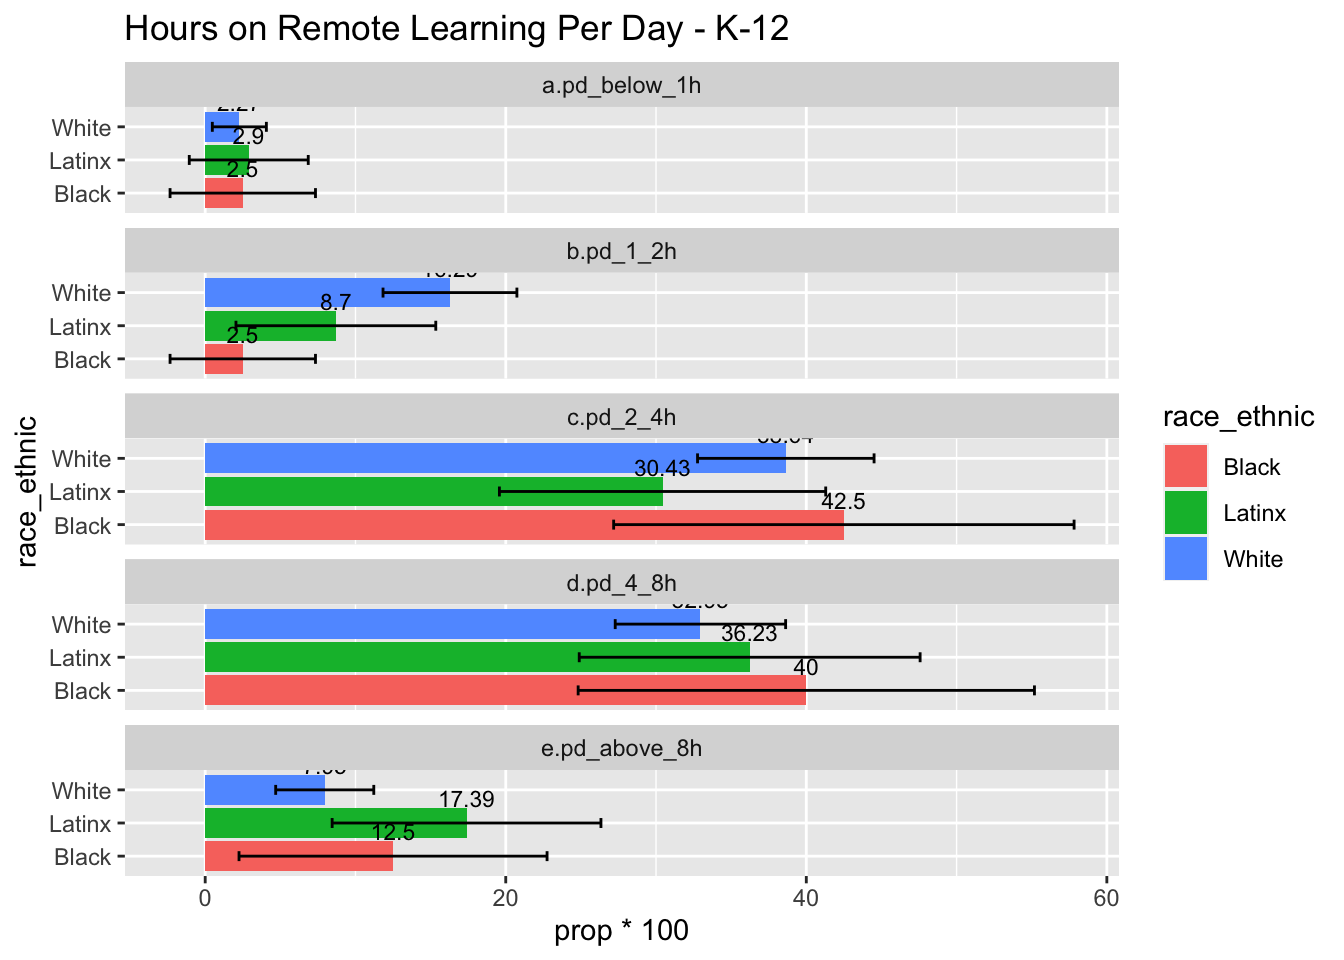 Hours on Remote Learning Per Day - K-12
a.pd_below_1h
White
2.9
Latinx
2.5
Black
b.pd_1_2h
White
8.7
Latinx
2.5
Black
c.pd_2_4h
White
30.43
Latinx
42.5
Black
d.pd_4_8h
White
36.23
Latinx
40
Black
e.pd_above_8h
White
17.39
Latinx
12.5
Black
0 20 40 60
prop * 100
race_ethnic
race_ethnic
Black
Latinx
White